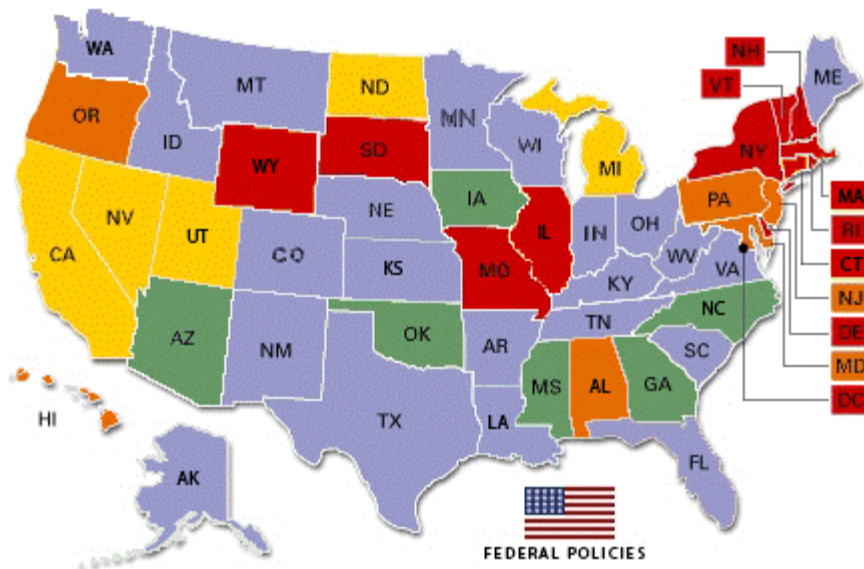 NH
WA
VT
ME
MT
ND
OR
MN
ID
WI
SD
NY
WY
MI
MA
IA
PA
NE
RI
NV
OH
IL
IN
UT
CT
CA
CO
WV
VA
KS
MO
KY
NJ
NC
TN
DE
AZ
OK
NM
AR
SC
MD
MS
AL
GA
DC
HI
TX
LA
FL
AK
FEDERAL POLICIES